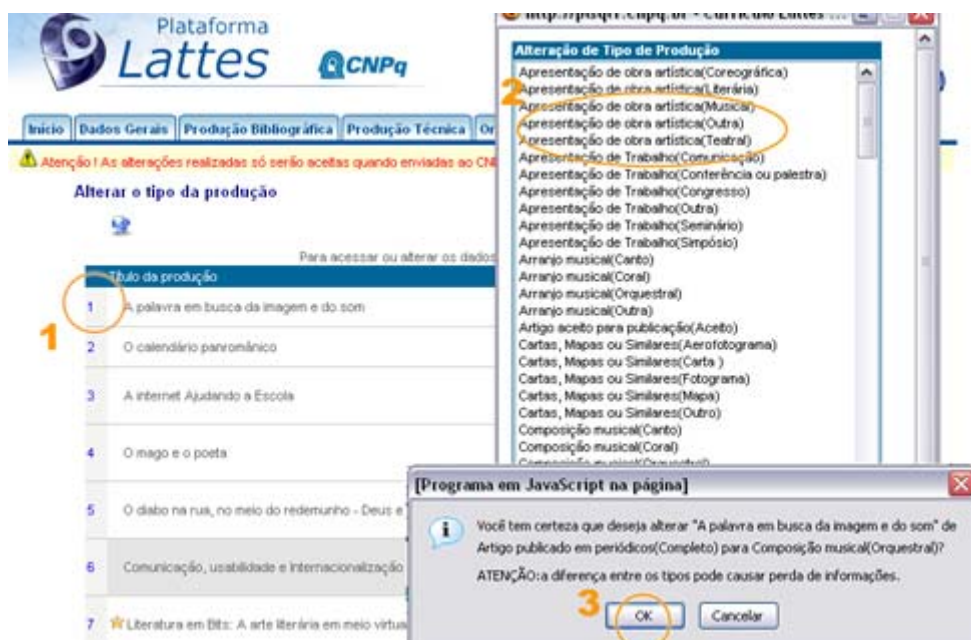 Plataforma
Lattes
CNPq
Início Dados Gerais Produção Bibliográfica Produção Técnica
Atenção ! As alterações realizadas só serão aceitas quando enviadas ao
Alterar o tipo da produção
Para acessar ou alterar os dados
Título da produção
1 A palavra em busca da imagem e do som
1
2 O calendário panromânico
3 A internet Ajudando a Escola
4 O mago e o poeta
5 O diabo na rua, no meio do redemunho - Deus e
6 Comunicação, usabilidade e internacionalização
7 Literatura em Bits: A arte literária em meio
Currículo Lattes ...
Alteração de Tipo de Produção
2
Apresentação de obra artística(Coreográfica)
Apresentação de obra artística(Literária)
Apresentação de obra artística(Musical)
Apresentação de obra artística(Outra)
Apresentação de obra artística(Teatral)
Apresentação de Trabalho(Comunicação)
Apresentação de Trabalho(Conferência ou palestra)
Apresentação de Trabalho(Congresso)
Apresentação de Trabalho(Outra)
Apresentação de Trabalho(Seminário)
Apresentação de Trabalho(Simpósio)
Arranjo musical(Canto)
Arranjo musical(Coral)
Arranjo musical(Orquestral)
Arranjo musical(Outra)
Artigo aceito para publicação(Aceito)
Cartas, Mapas ou Similares(Aerofotograma)
Cartas, Mapas ou Similares(Carta )
Cartas, Mapas ou Similares(Fotograma)
Cartas, Mapas ou Similares(Mapa)
Cartas, Mapas ou Similares(Outro)
Composição musical(Canto)
Composição musical(Coral)
Composição musical(Orquestral)
[Programa em JavaScript na página]
Você tem certeza que deseja alterar "A palavra em busca da imagem e do som" de
Artigo publicado em periódicos(Completo) para Composição musical(Orquestral)?
ATENÇÃO:a diferença entre os tipos pode causar perda de informações.
3
OK Cancelar